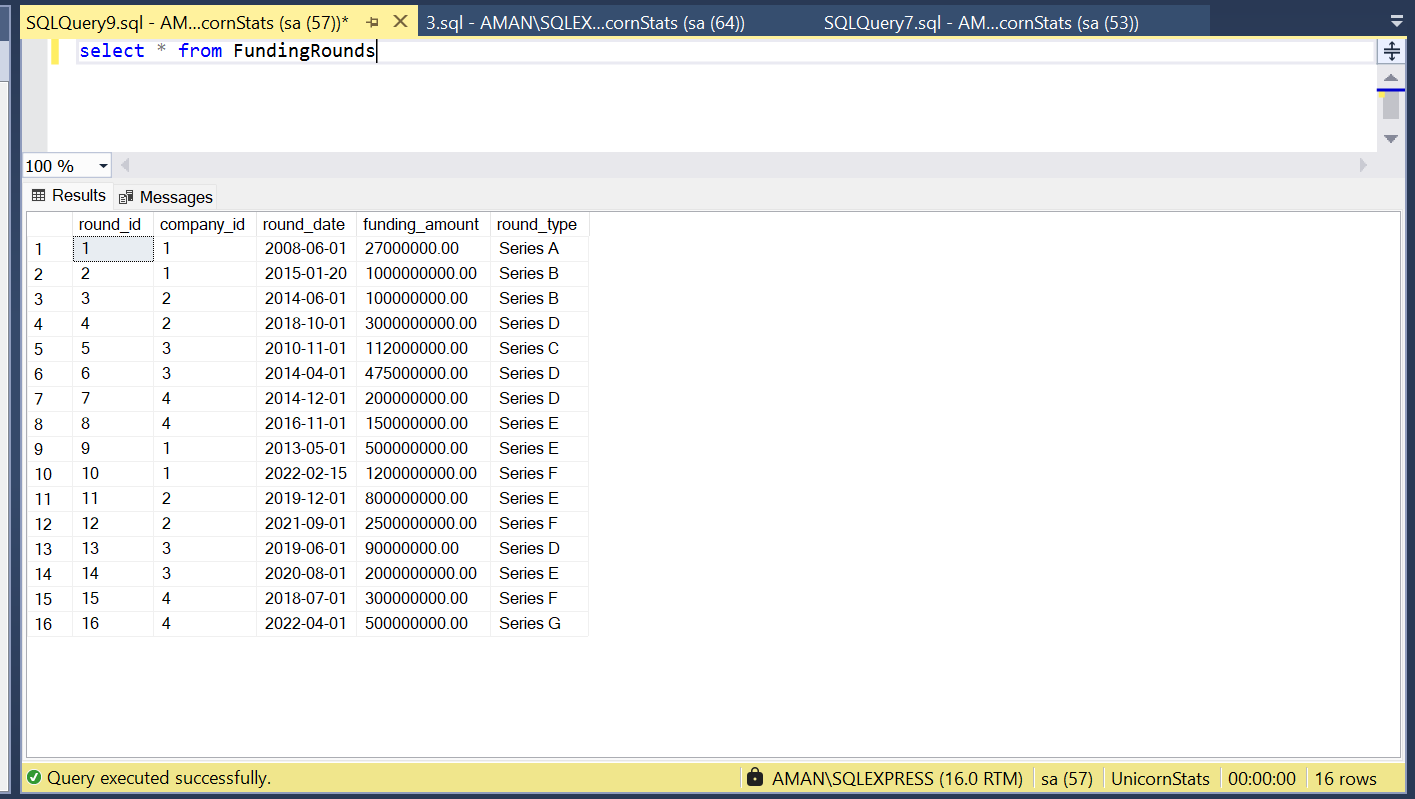 SQLQuery9.sql - AM...cornStats (sa (57))* 3.sql - AMAN\SQLEX...cornStats (sa (64)) SQLQuery7.sql - AM...cornStats (sa (53))
select * from FundingRounds
100 %
Results Messages
round_id company_id round_date funding_amount round_type
1 1 1 2008-06-01 27000000.00 Series A
2 2 1 2015-01-20 1000000000.00 Series B
3 3 2 2014-06-01 100000000.00 Series B
4 4 2 2018-10-01 3000000000.00 Series D
5 5 3 2010-11-01 112000000.00 Series C
6 6 3 2014-04-01 475000000.00 Series D
7 7 4 2014-12-01 200000000.00 Series D
8 8 4 2016-11-01 150000000.00 Series E
9 9 1 2013-05-01 500000000.00 Series E
10 10 1 2022-02-15 1200000000.00 Series F
11 11 2 2019-12-01 800000000.00 Series E
12 12 2 2021-09-01 2500000000.00 Series F
13 13 3 2019-06-01 90000000.00 Series D
14 14 3 2020-08-01 2000000000.00 Series E
15 15 4 2018-07-01 300000000.00 Series F
16 16 4 2022-04-01 500000000.00 Series G
Query executed successfully. AMAN\SQLEXPRESS (16.0 RTM) sa (57) UnicornStats 00:00:00 16 rows